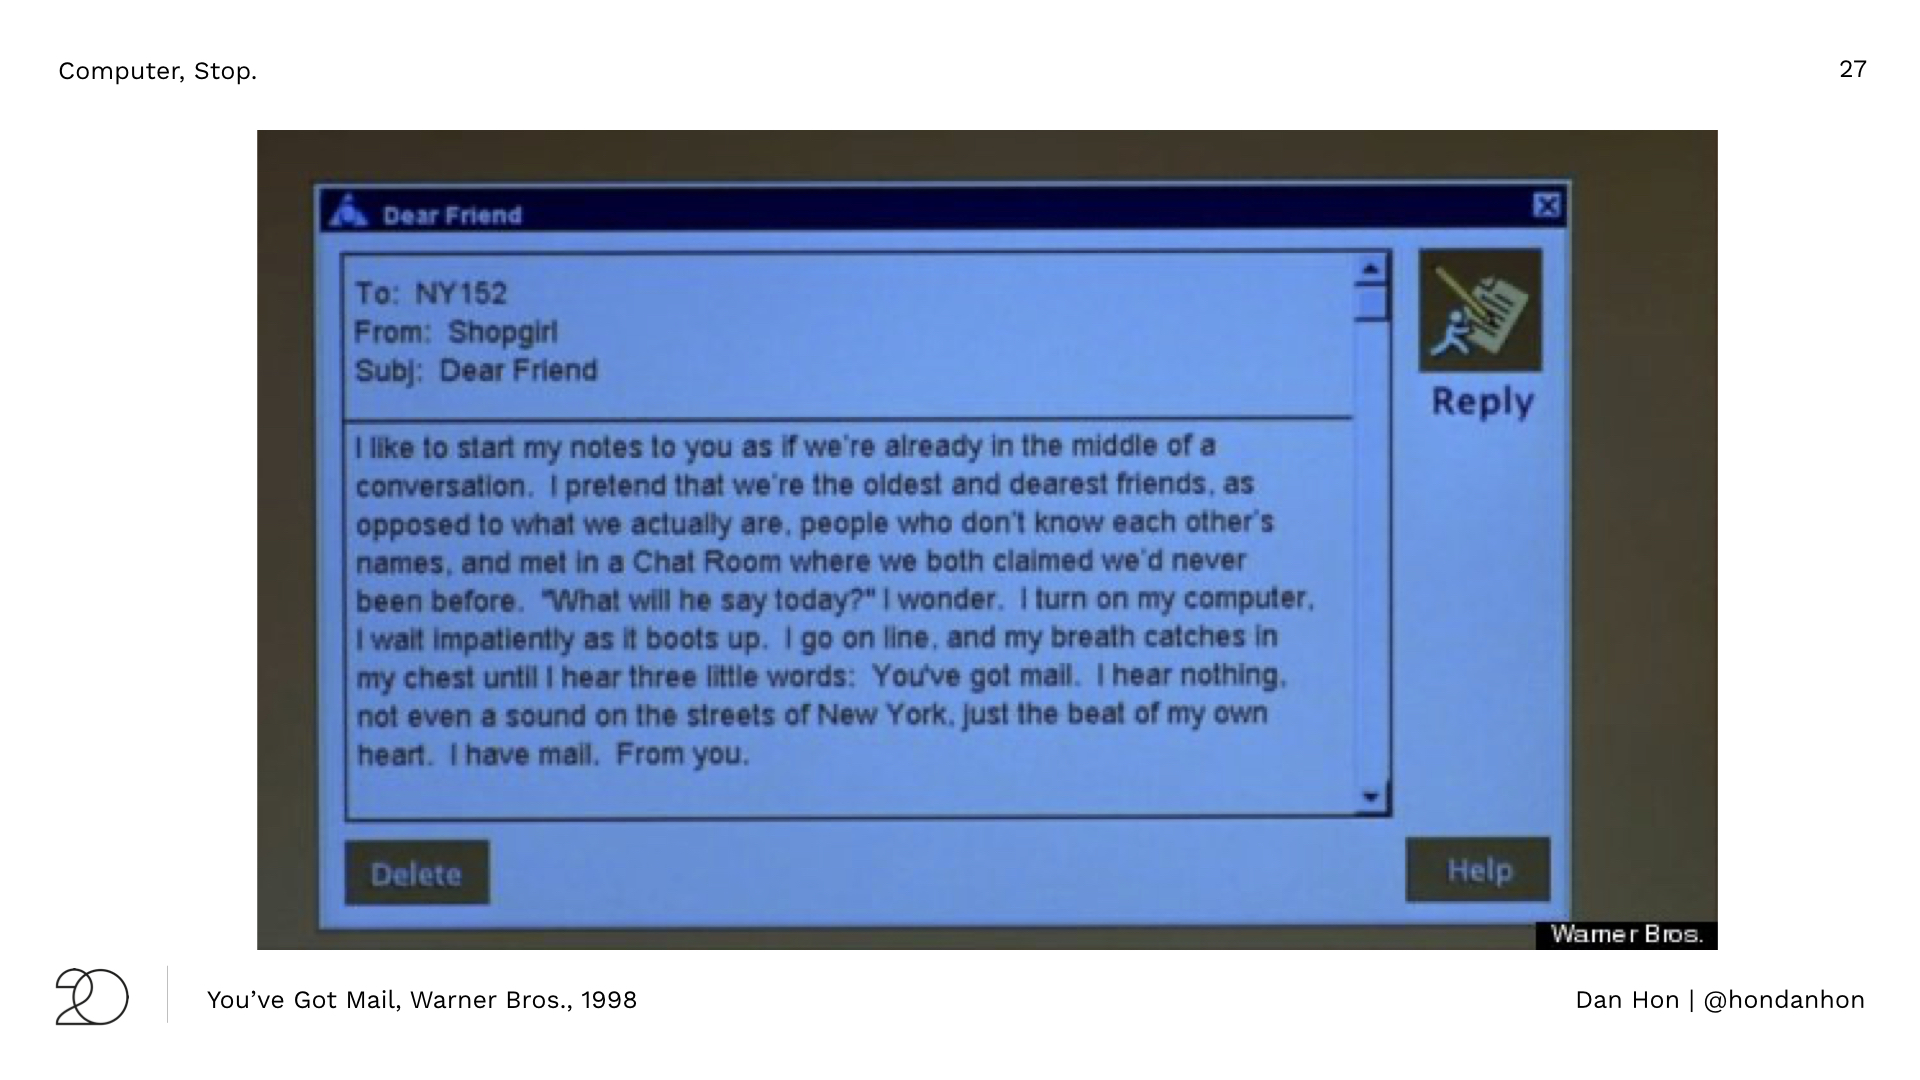 Computer, Stop.
27
Dear Friend
To: NY152
From: Shopgirl
Subj: Dear Friend
Reply
I like to start my notes to you as if we're already in the middle of a
conversation. I pretend that we're the oldest and dearest friends, as
opposed to what we actually are, people who don't know each other's
names, and met in a Chat Room where we both claimed we'd never
been before. "What will he say today?" I wonder. I turn on my computer,
I wait impatiently as it boots up. I go on line, and my breath catches in
my chest until I hear three little words: You've got mail. I hear nothing,
not even a sound on the streets of New York, just the beat of my own
heart. I have mail. From you.
Delete
Help
Warner Bros.
20
You’ve Got Mail, Warner Bros., 1998
Dan Hon | @hondanhon